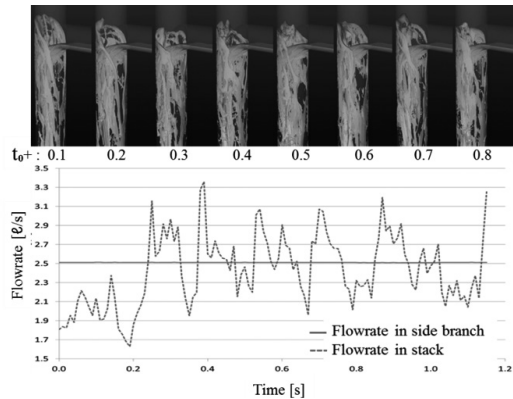 t₀+ : 0.1 0.2 0.3 0.4 0.5 0.6 0.7 0.8
3.5
3.3
3.1
2.9
2.7
2.5
2.3
2.1
1.9
1.7
1.5
Flowrate [ℓ/s]
Flowrate in side branch
Flowrate in stack
0.0 0.2 0.4 0.6 0.8 1.0 1.2
Time [s]